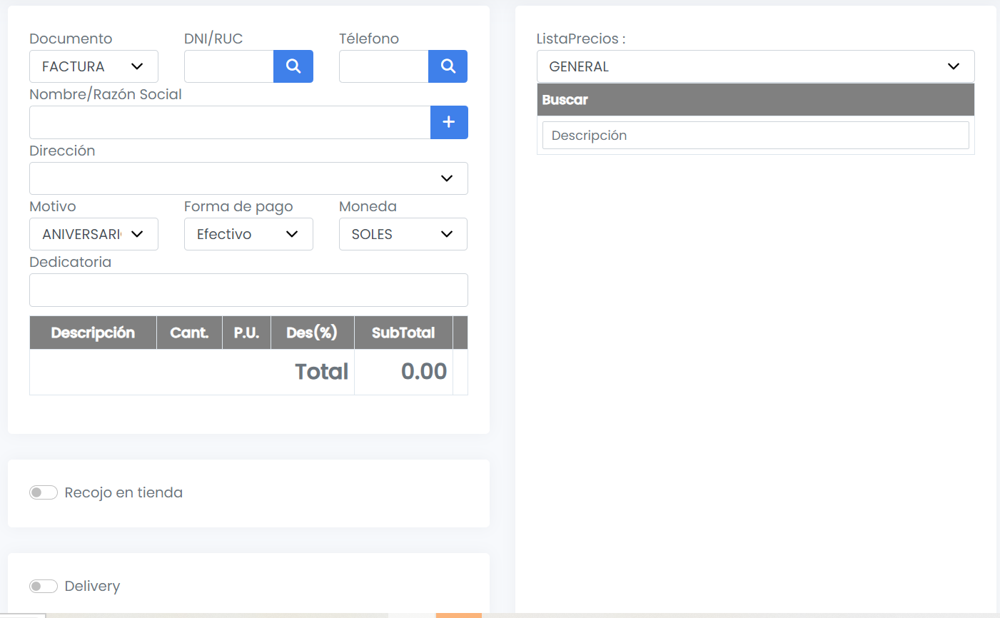 Documento DNI/RUC Télefono
FACTURA
Nombre/Razón Social
Dirección
Motivo Forma de pago Moneda
ANIVERSARI Efectivo SOLES
Dedicatoria
Descripción Cant. P.U. Des(%) SubTotal
Total 0.00
Recojo en tienda
Delivery
ListaPrecios :
GENERAL
Buscar
Descripción